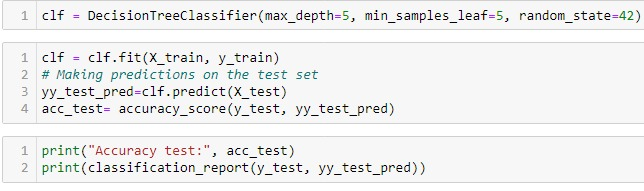 1 clf = DecisionTreeClassifier(max_depth=5, min_samples_leaf=5, random_state=42)
1 clf = clf.fit(X_train, y_train)
2 # Making predictions on the test set
3 yy_test_pred=clf.predict(X_test)
4 acc_test= accuracy_score(y_test, yy_test_pred)
1 print("Accuracy test:", acc_test)
2 print(classification_report(y_test, yy_test_pred))